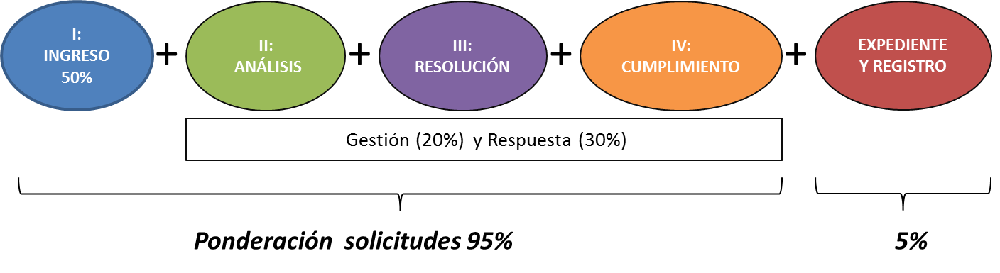 I:
INGRESO
50%
+
II:
ANÁLISIS
+
III:
RESOLUCIÓN
+
IV:
CUMPLIMIENTO
+
EXPEDIENTE
Y REGISTRO
Gestión (20%) y Respuesta (30%)
Ponderación solicitudes 95%
5%